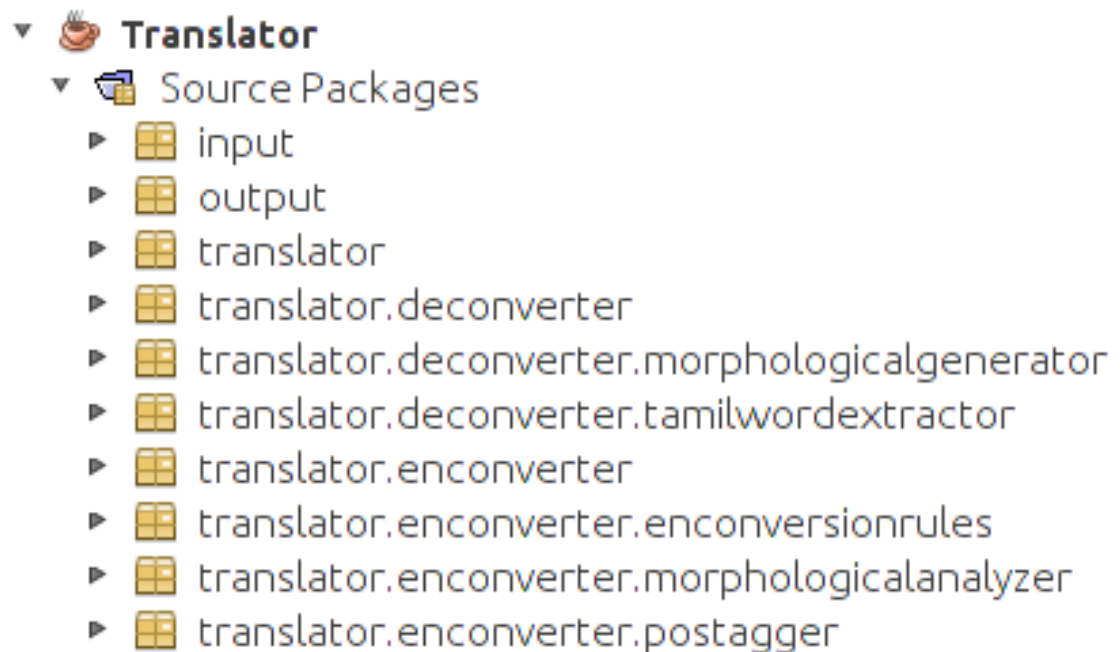 Translator
Source Packages
input
output
translator
translator.deconverter
translator.deconverter.morphologicalgenerator
translator.deconverter.tamilwordextractor
translator.enconverter
translator.enconverter.enconversionrules
translator.enconverter.morphologicalanalyzer
translator.enconverter.postagger